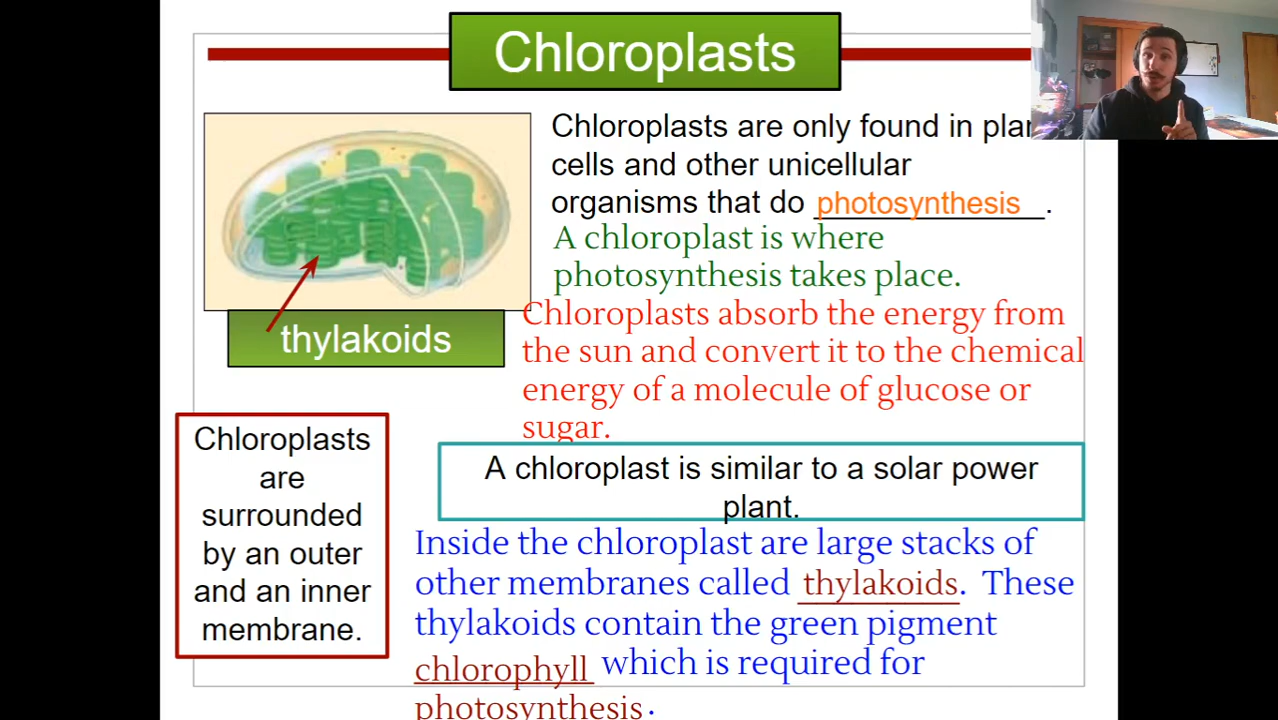 Chloroplasts
Chloroplasts are only found in
cells and other unicellular
organisms that do photosynthesis.
A chloroplast is where
photosynthesis takes place.
thylakoids
Chloroplasts absorb the energy from
the sun and convert it to the chemical
energy of a molecule of glucose or
sugar.
Chloroplasts
are
surrounded
by an outer
and an inner
membrane.
A chloroplast is similar to a solar power
plant.
Inside the chloroplast are large stacks of
other membranes called thylakoids. These
thylakoids contain the green pigment
chlorophyll which is required for
photosynthesis.